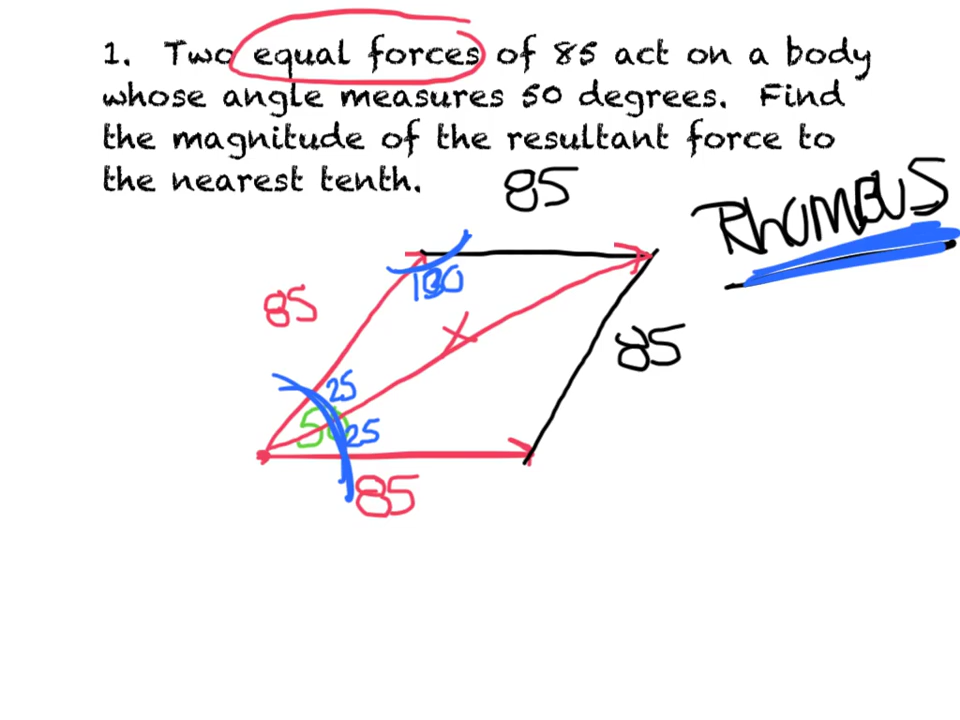 1. Two equal forces of 85 act on a body
whose angle measures 50 degrees. Find
the magnitude of the resultant force to
the nearest tenth.
85
RHOMBUS
130
85
X
85
25
50
25
85